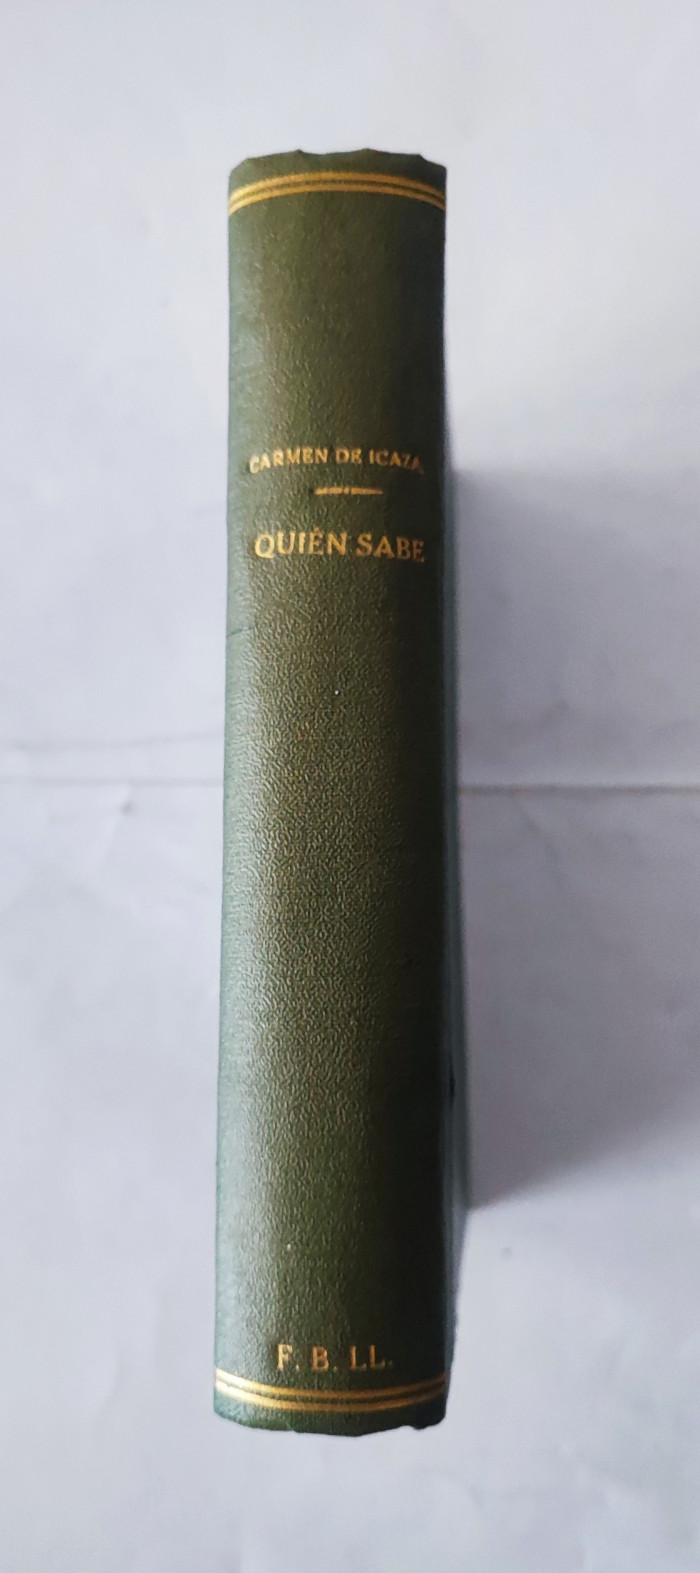 CARMEN DE ICAZA
QUIÉN SABE
F. B. LL.